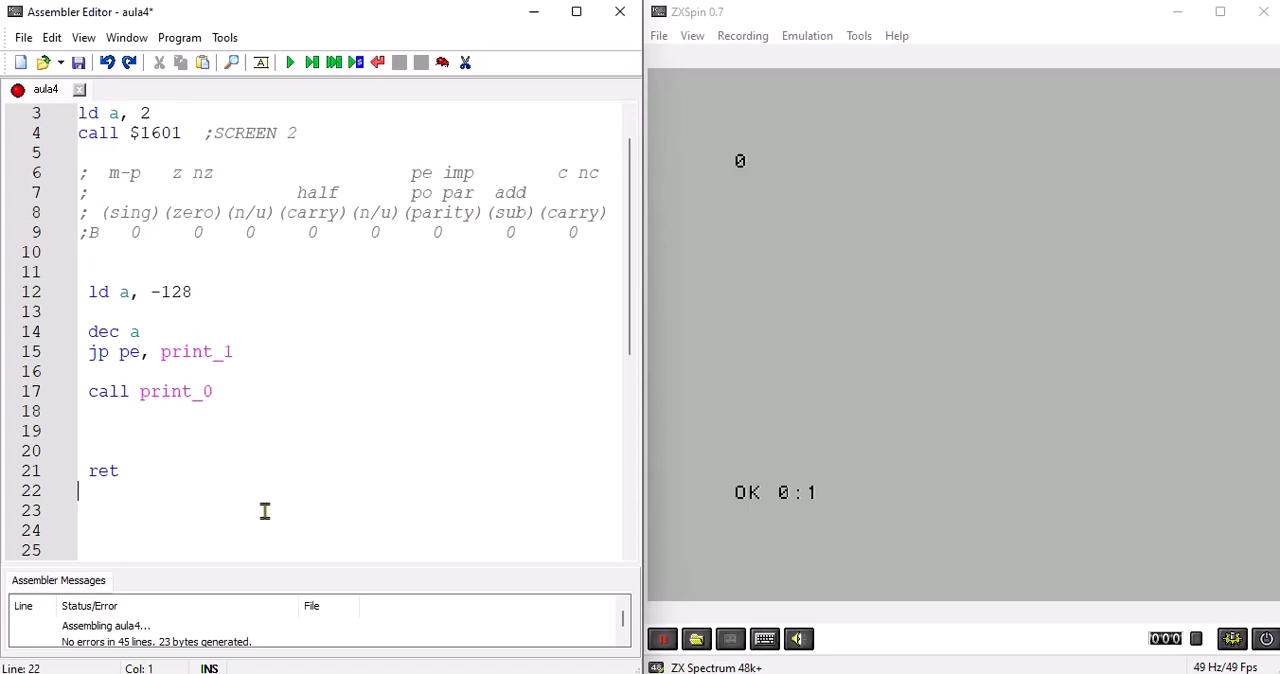 Assembler Editor - aula4*
File Edit View Window Program Tools
aula4
3 ld a, 2
4 call $1601 ;SCREEN 2
5
6 ; m-p z nz pe imp c nc
7 ; half po par add
8 ; (sing)(zero)(n/u)(carry)(n/u)(parity)(sub)(carry)
9 ;B 0 0 0 0 0 0 0 0
10
11
12 ld a, -128
13
14 dec a
15 jp pe, print_1
16
17 call print_0
18
19
20
21 ret
22
23
24
25
Assembler Messages
Line Status/Error File
Assembling aula4...
No errors in 45 lines. 23 bytes generated.
Line: 22 Col: 1 INS
ZXSpin 0.7
File View Recording Emulation Tools Help
0
OK 0:1
000
48 ZX Spectrum 48k+ 49 Hz/49 Fps